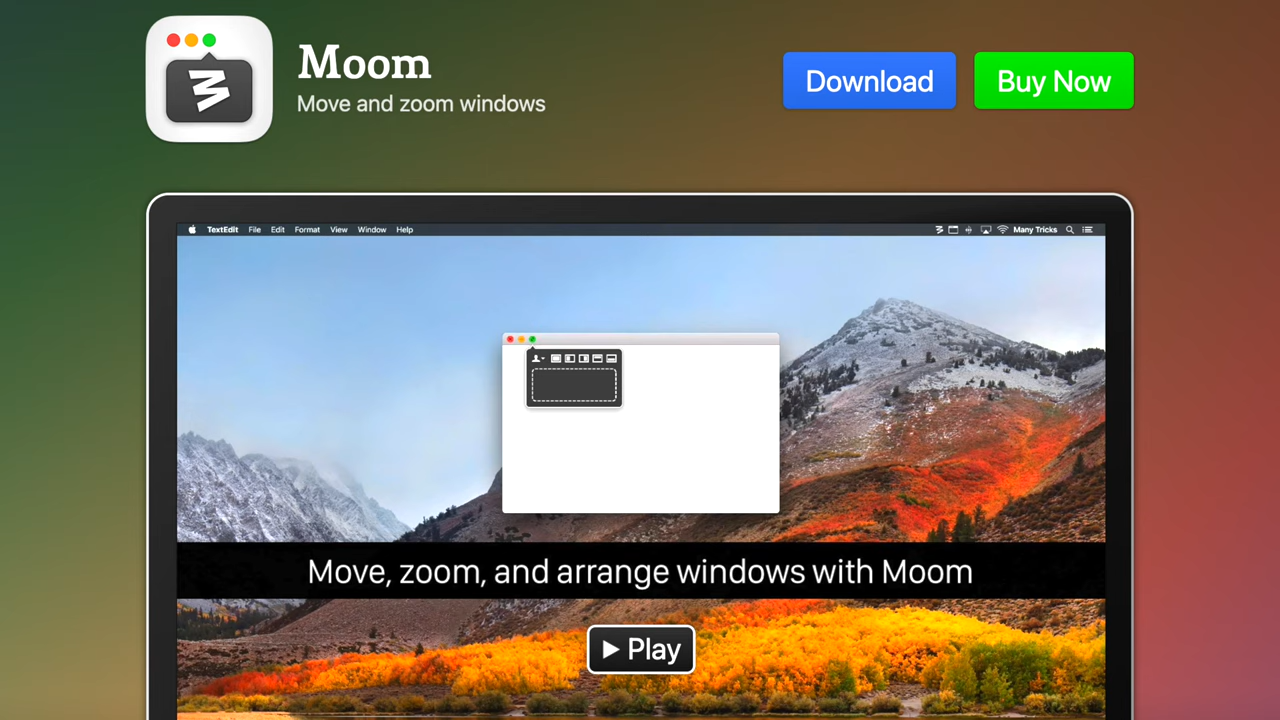 Moom
Move and zoom windows
Download
Buy Now
TextEdit File Edit Format View Window Help
Many Tricks
Move, zoom, and arrange windows with Moom
Play